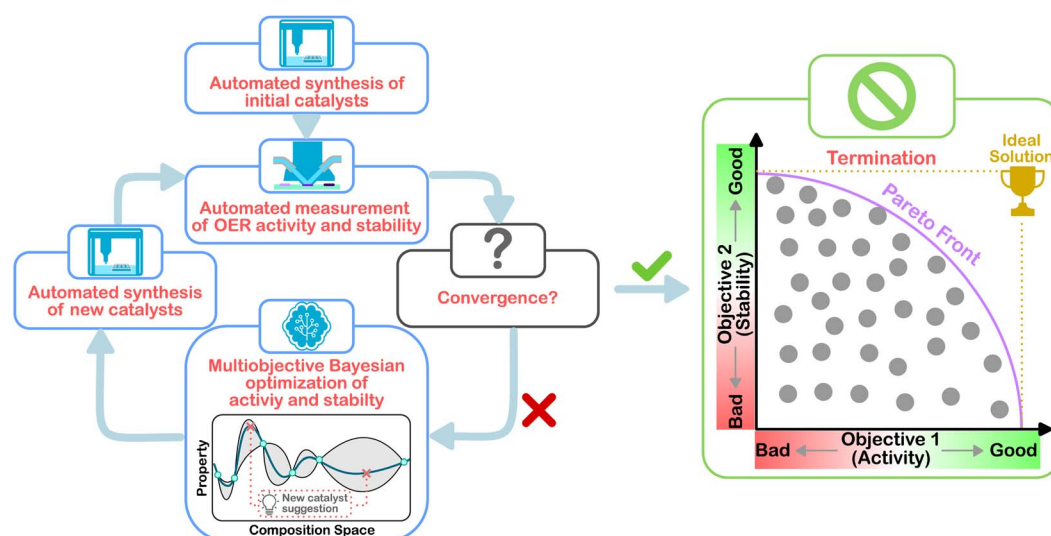 Automated synthesis of
initial catalysts
Automated measurement
of OER activity and stability
?
Convergence?
Automated synthesis
of new catalysts
Multiobjective Bayesian
optimization of
activiy and stabilty
Property
New catalyst
suggestion
Composition Space
Termination
Ideal
Solution
Pareto Front
Good
Objective 2
(Stability)
Bad
Bad
Objective 1
(Activity)
Good